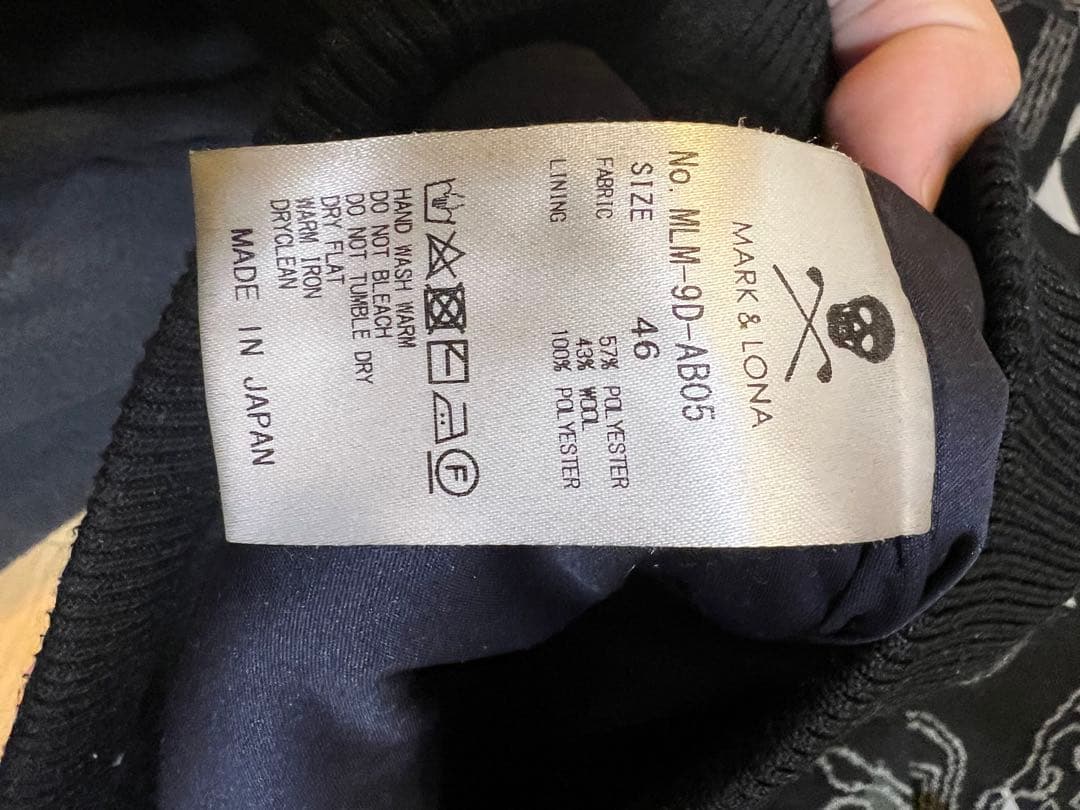 MARK & LONA
No. MLM-9D-AB05
SIZE 46
FABRIC 57% POLYESTER
43% WOOL
LINING 100% POLYESTER
F
HAND WASH WARM
DO NOT BLEACH
DO NOT TUMBLE DRY
DRY FLAT
WARM IRON
DRYCLEAN
MADE IN JAPAN